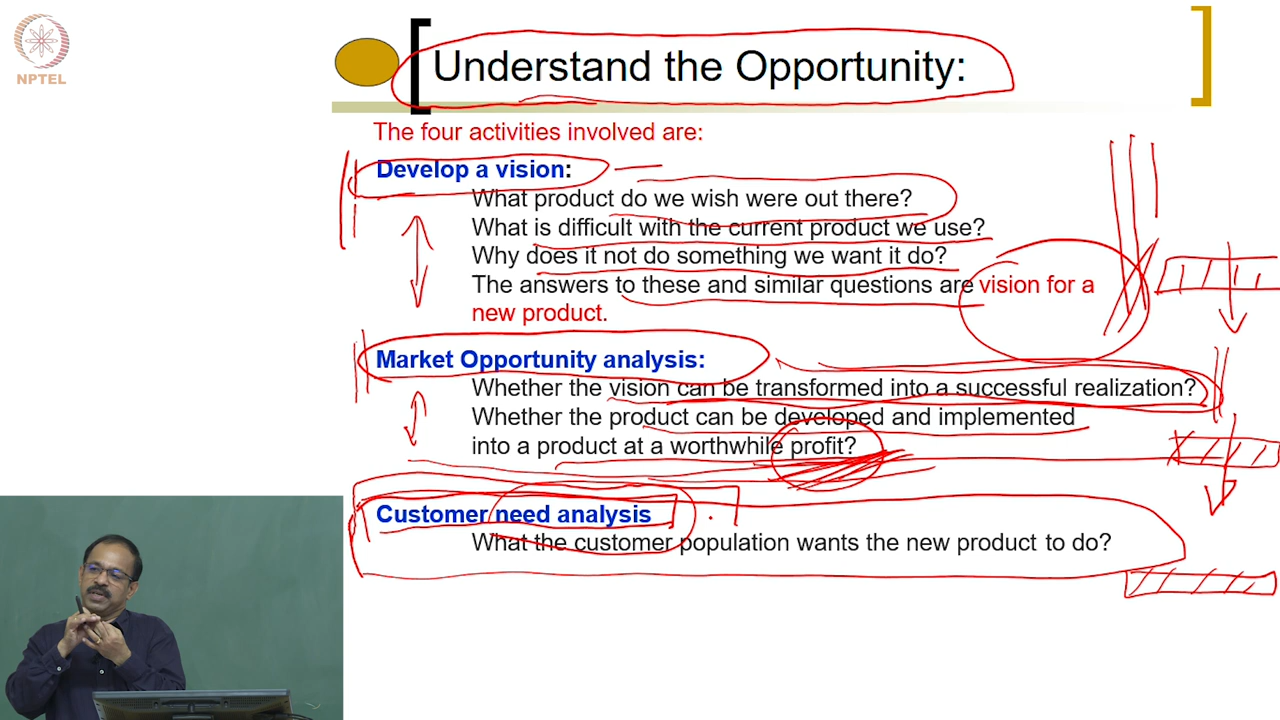 NPTEL
Understand the Opportunity:
The four activities involved are:
Develop a vision:
What product do we wish were out there?
What is difficult with the current product we use?
Why does it not do something we want it do?
The answers to these and similar questions are vision for a
new product.
Market Opportunity analysis:
Whether the vision can be transformed into a successful realization?
Whether the product can be developed and implemented
into a product at a worthwhile profit?
Customer need analysis
What the customer population wants the new product to do?